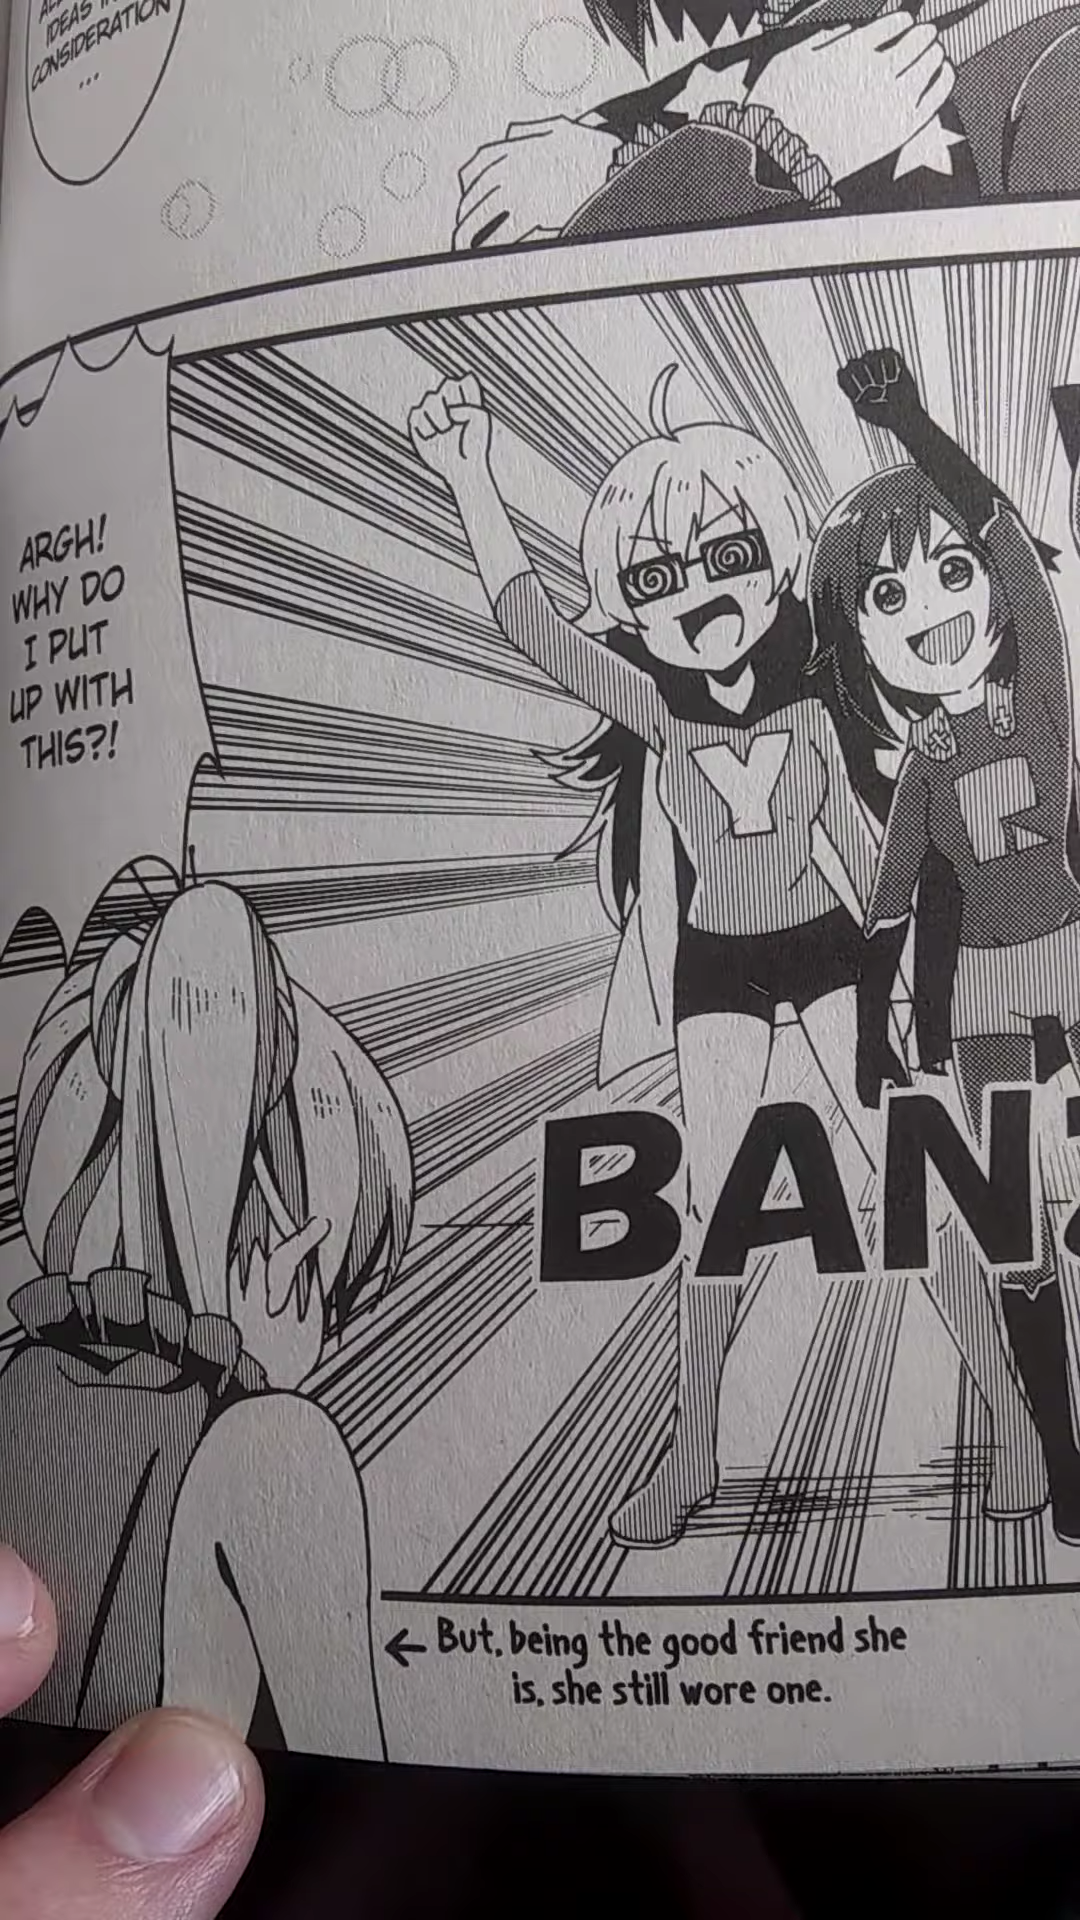 IDEAS
CONSIDERATION
...
ARGH!
WHY DO
I PUT
UP WITH
THIS?!
Y
R
BAN
← But, being the good friend she
is, she still wore one.